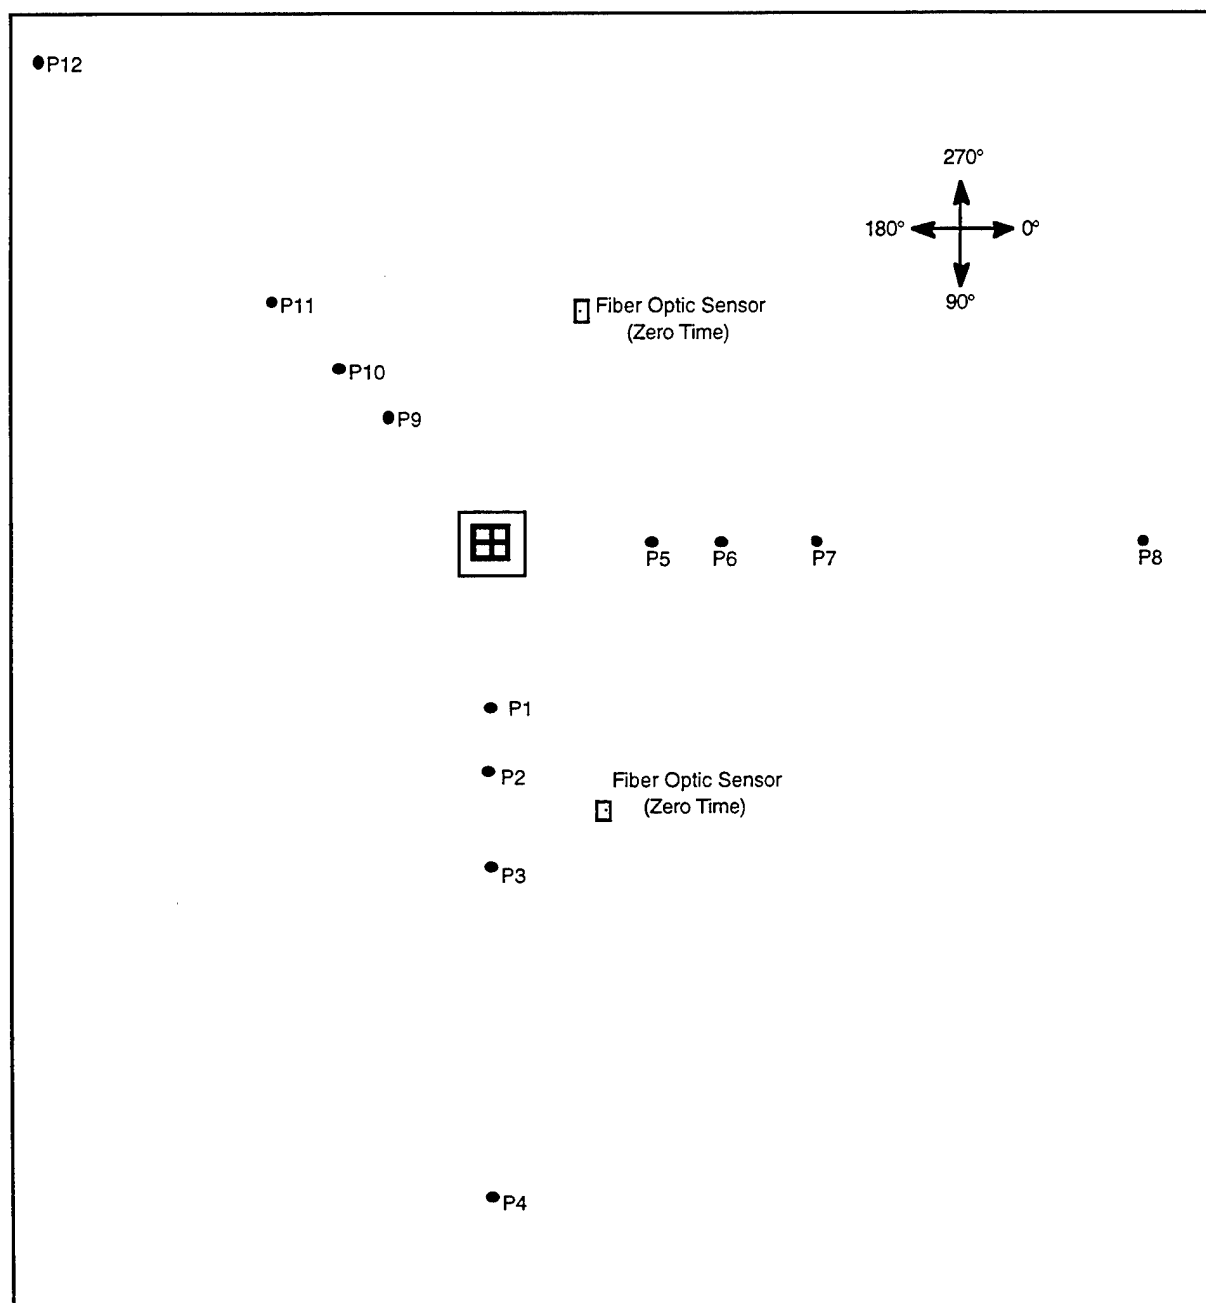 P12
270°
180°
0°
90°
P11
Fiber Optic Sensor
(Zero Time)
P10
P9
P5
P6
P7
P8
P1
P2
Fiber Optic Sensor
(Zero Time)
P3
P4